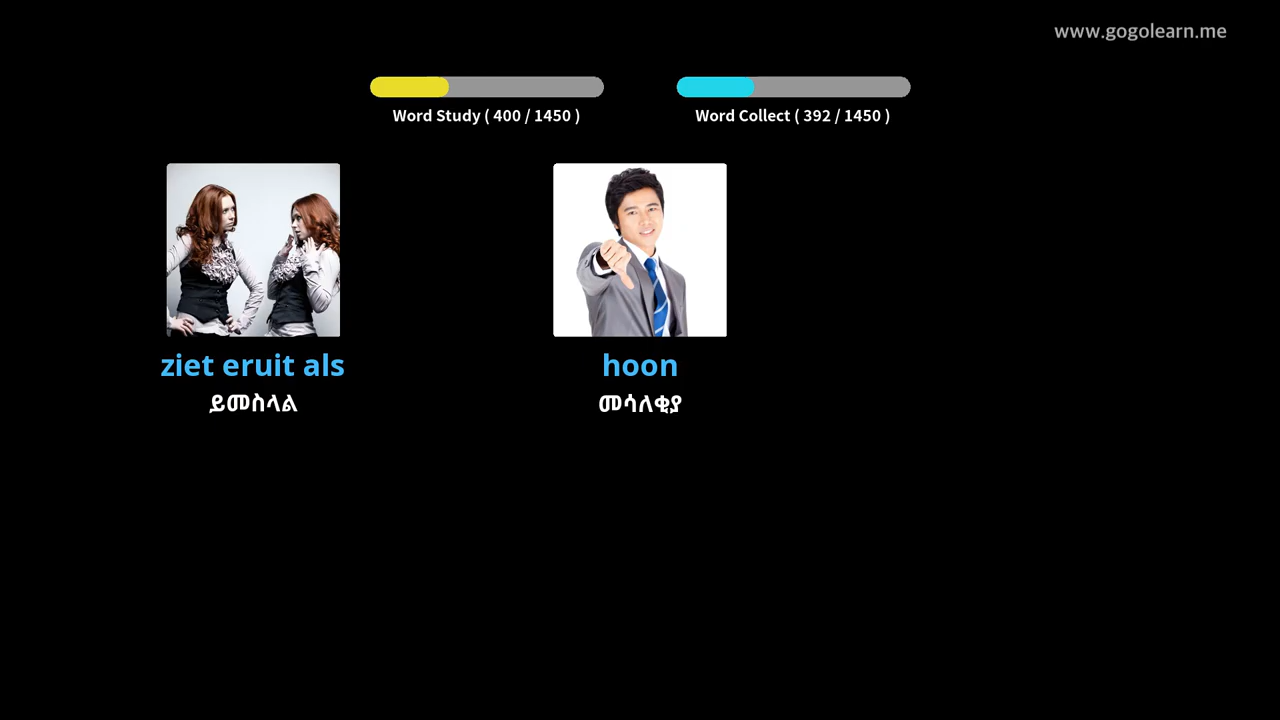 www.gogolearn.me
Word Study ( 400 / 1450 )
Word Collect ( 392 / 1450 )
ziet eruit als
ይመስላል
hoon
መሳለቂያ